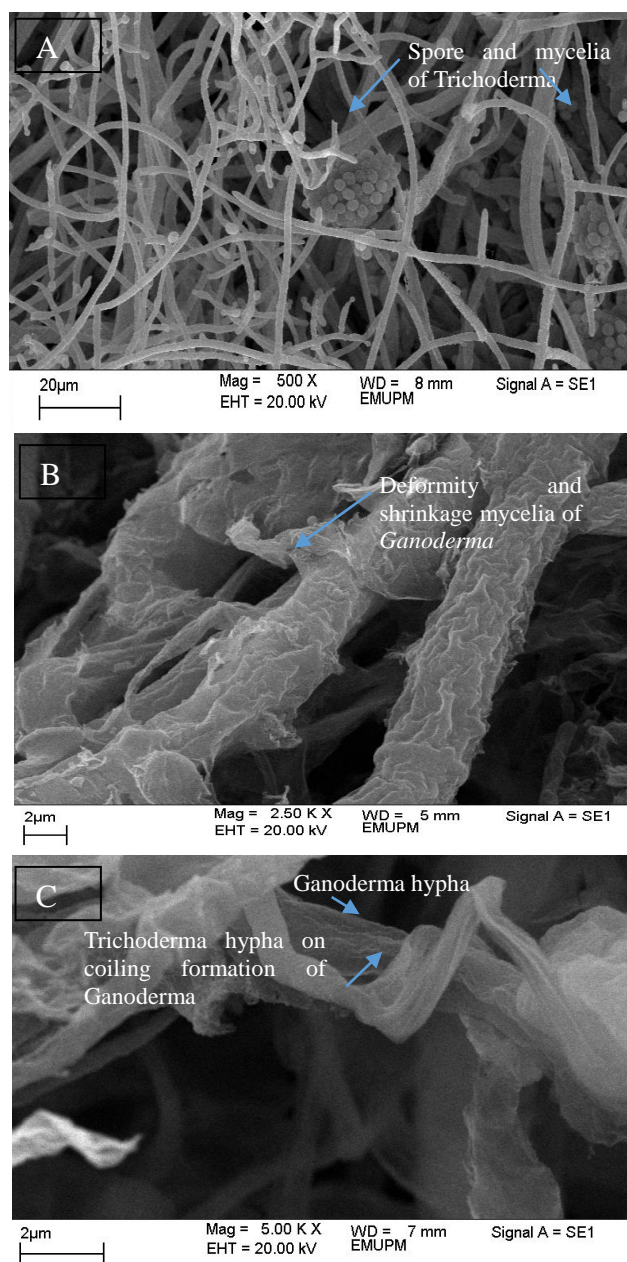 A
Spore and mycelia
of Trichoderma
20µm
Mag = 500 X
WD = 8 mm
Signal A = SE1
EHT = 20.00 kV
EMUPM
B
Deformity and
shrinkage mycelia of
Ganoderma
2µm
Mag = 2.50 K X
WD = 5 mm
Signal A = SE1
EHT = 20.00 kV
EMUPM
C
Ganoderma hypha
Trichoderma hypha on
coiling formation of
Ganoderma
2µm
Mag = 5.00 K X
WD = 7 mm
Signal A = SE1
EHT = 20.00 kV
EMUPM